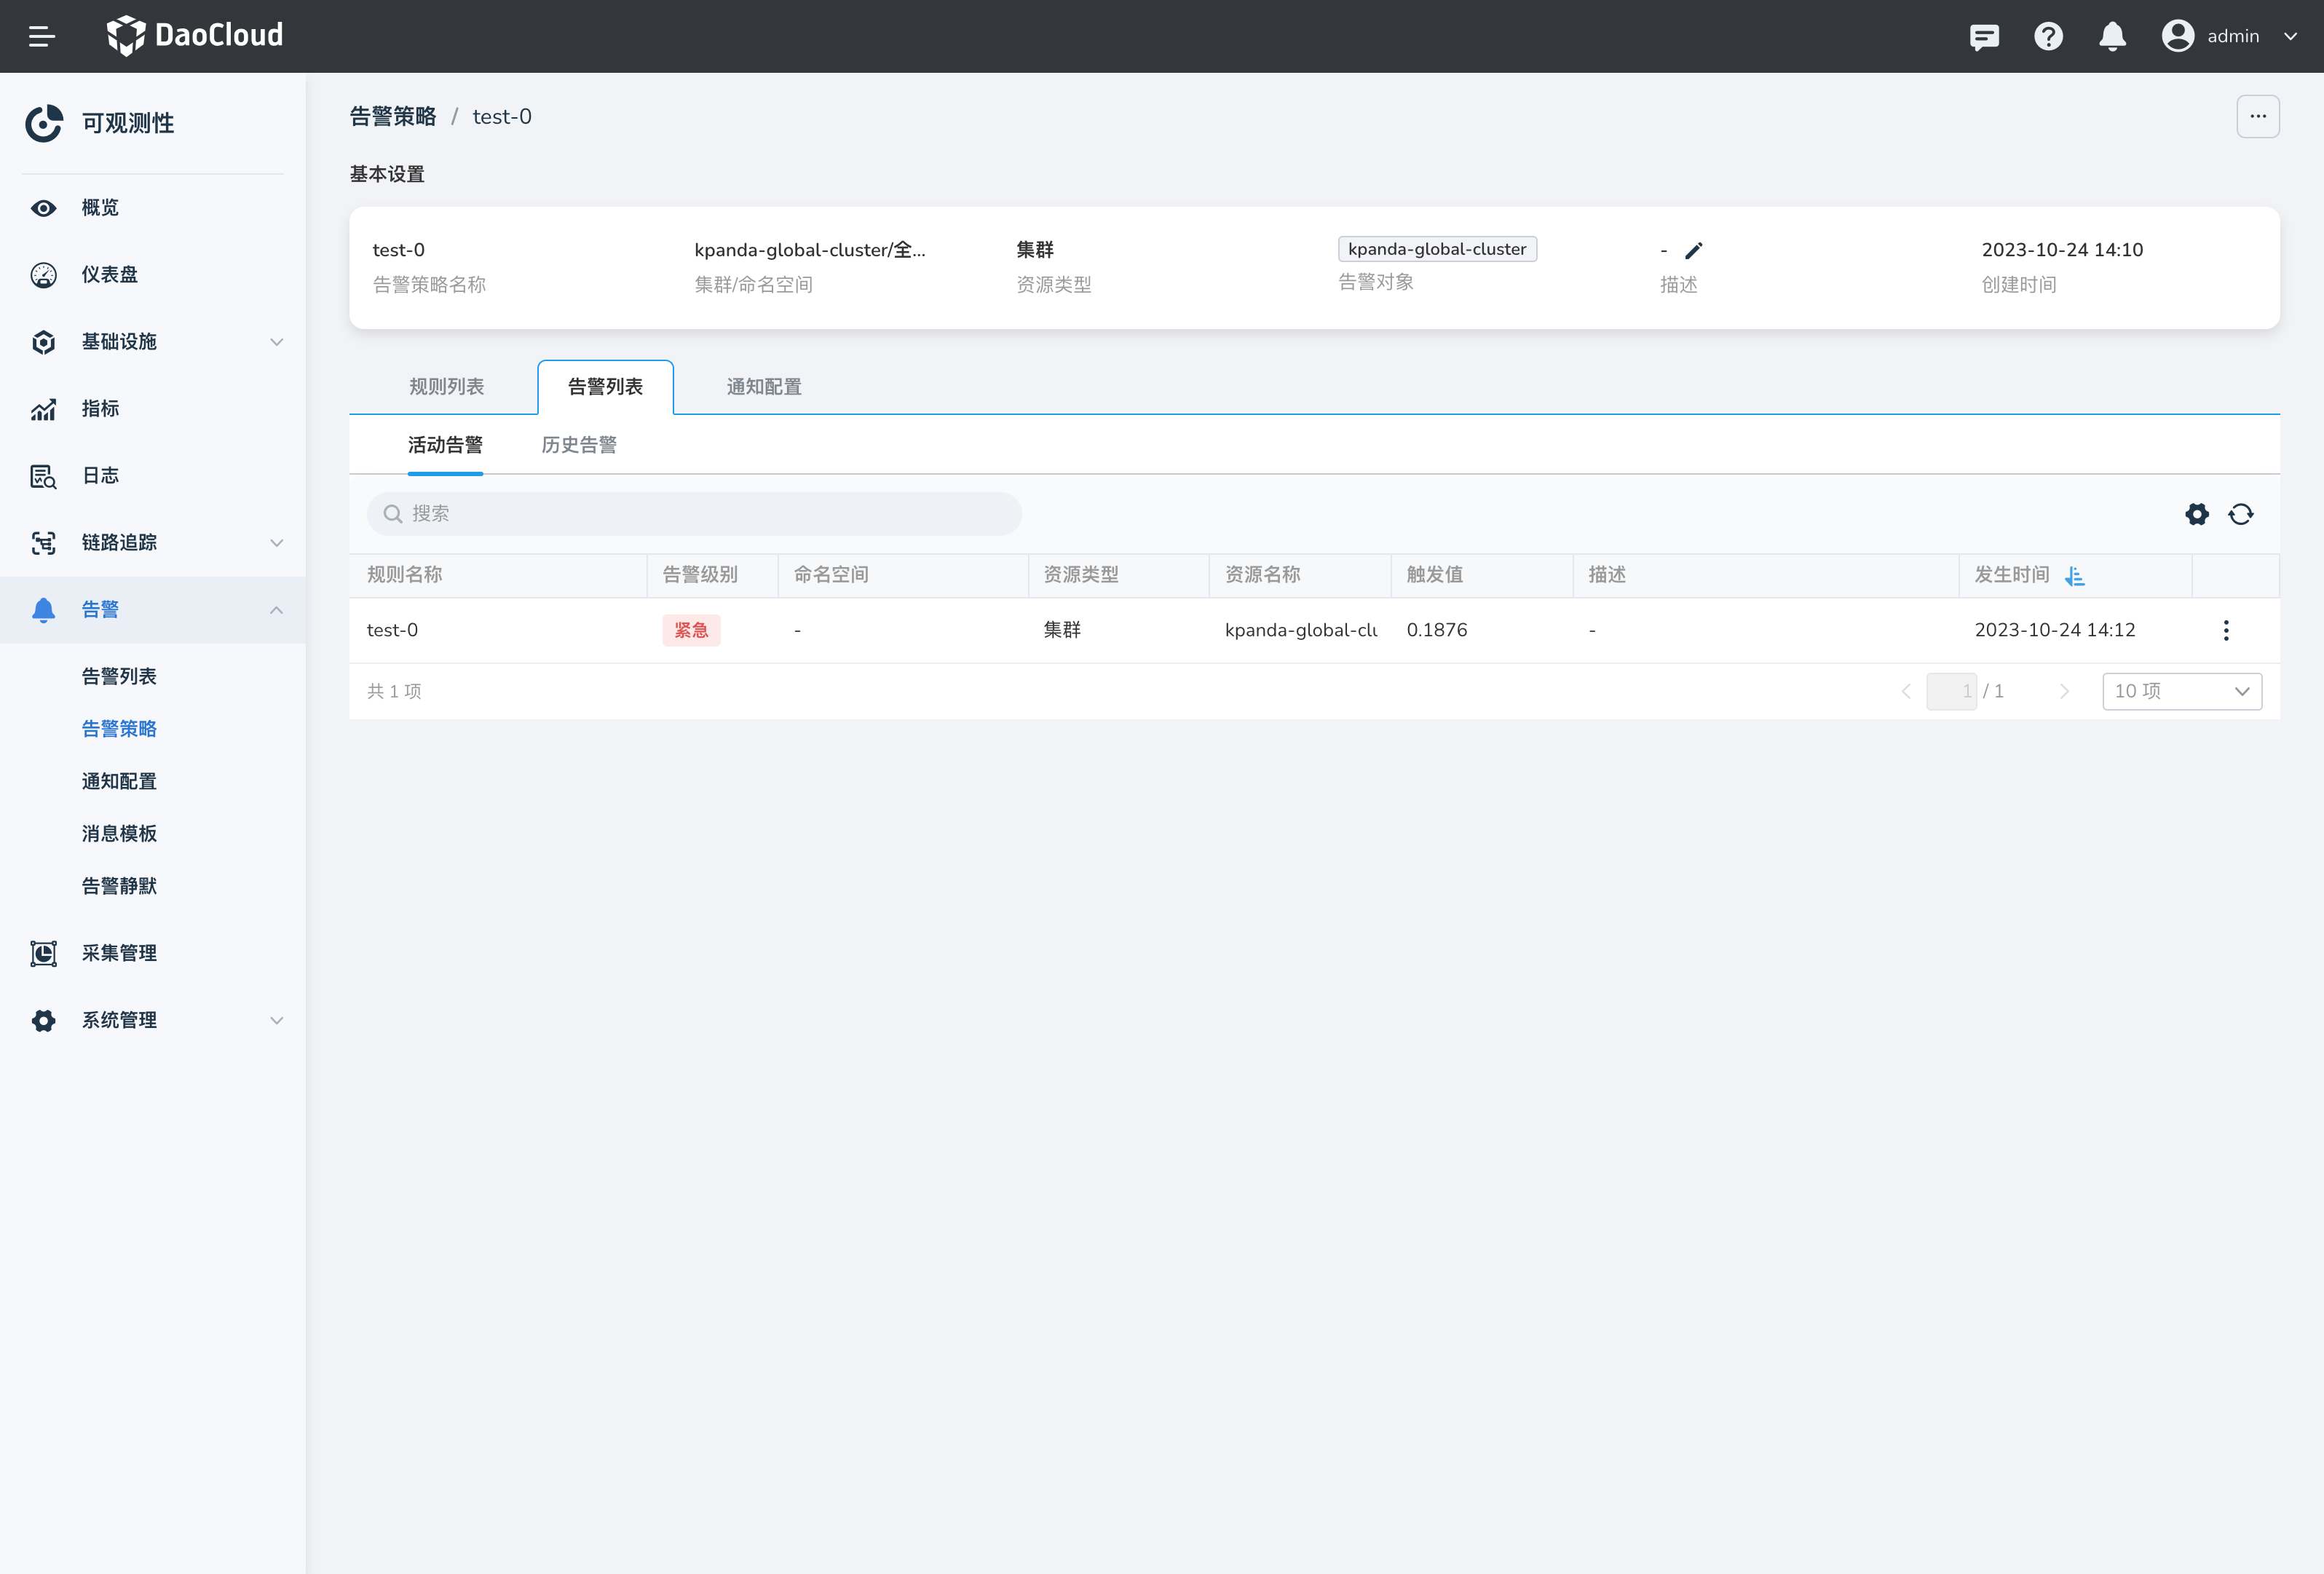 DaoCloud
admin
可观测性
概览
仪表盘
基础设施
指标
日志
链路追踪
告警
告警列表
告警策略
通知配置
消息模板
告警静默
采集管理
系统管理
告警策略 / test-0
基本设置
test-0 kpanda-global-cluster/全... 集群 kpanda-global-cluster - 2023-10-24 14:10
告警策略名称 集群/命名空间 资源类型 告警对象 描述 创建时间
规则列表 告警列表 通知配置
活动告警 历史告警
搜索
规则名称 告警级别 命名空间 资源类型 资源名称 触发值 描述 发生时间
test-0 紧急 - 集群 kpanda-global-clu 0.1876 - 2023-10-24 14:12
共 1 项 1 / 1 10 项